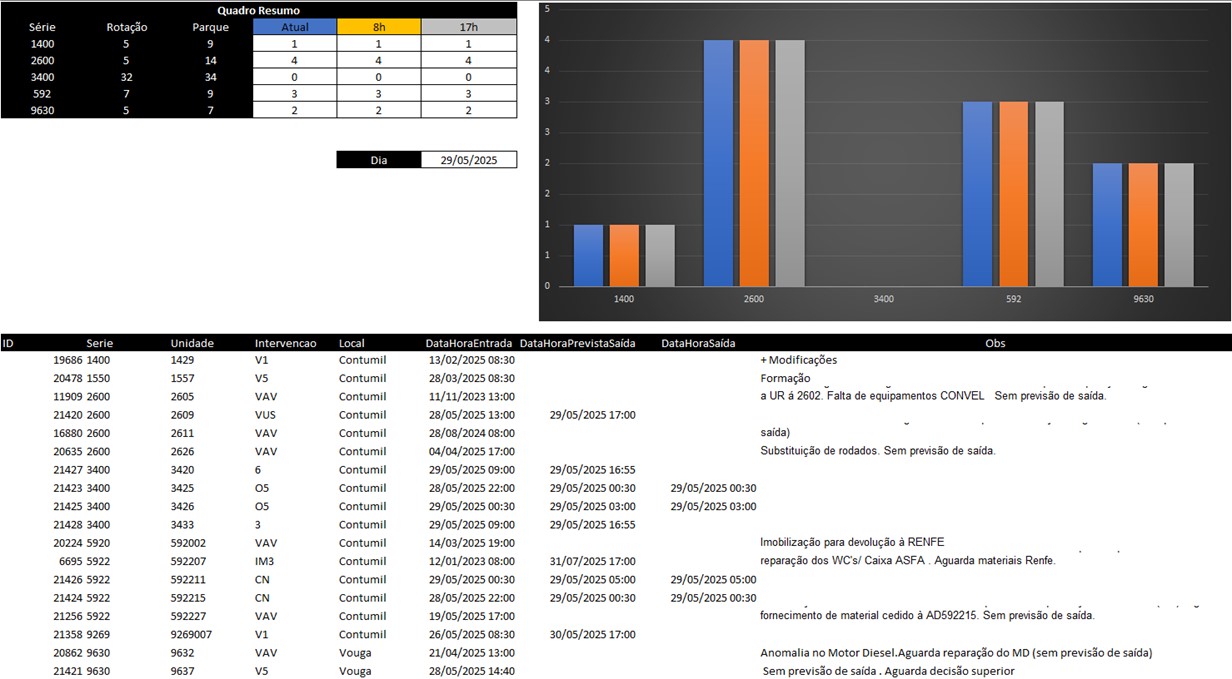 Quadro Resumo
Série Rotação Parque Atual 8h 17h
1400 5 9 1 1 1
2600 5 14 4 4 4
3400 32 34 0 0 0
592 7 9 3 3 3
9630 5 7 2 2 2
Dia 29/05/2025
5
4
4
3
3
2
2
1
1
0
1400 2600 3400 592 9630
ID Serie Unidade Intervencao Local DataHoraEntrada DataHoraPrevistaSaída DataHoraSaída Obs
19686 1400 1429 V1 Contumil 13/02/2025 08:30 + Modificações
20478 1550 1557 V5 Contumil 28/03/2025 08:30 Formação
11909 2600 2605 VAV Contumil 11/11/2023 13:00 a UR á 2602. Falta de equipamentos CONVEL Sem previsão de saída.
21420 2600 2609 VUS Contumil 28/05/2025 13:00 29/05/2025 17:00
16880 2600 2611 VAV Contumil 28/08/2024 08:00 saída)
20635 2600 2626 VAV Contumil 04/04/2025 17:00 Substituição de rodados. Sem previsão de saída.
21427 3400 3420 6 Contumil 29/05/2025 09:00 29/05/2025 16:55
21423 3400 3425 O5 Contumil 28/05/2025 22:00 29/05/2025 00:30 29/05/2025 00:30
21425 3400 3426 O5 Contumil 29/05/2025 00:30 29/05/2025 03:00 29/05/2025 03:00
21428 3400 3433 3 Contumil 29/05/2025 09:00 29/05/2025 16:55
20224 5920 592002 VAV Contumil 14/03/2025 19:00 Imobilização para devolução à RENFE
6695 5922 592207 IM3 Contumil 12/01/2023 08:00 31/07/2025 17:00 reparação dos WC's/ Caixa ASFA . Aguarda materiais Renfe.
21426 5922 592211 CN Contumil 29/05/2025 00:30 29/05/2025 05:00 29/05/2025 05:00
21424 5922 592215 CN Contumil 28/05/2025 22:00 29/05/2025 00:30 29/05/2025 00:30
21256 5922 592227 VAV Contumil 19/05/2025 17:00 fornecimento de material cedido à AD592215. Sem previsão de saída.
21358 9269 9269007 V1 Contumil 26/05/2025 08:30 30/05/2025 17:00
20862 9630 9632 VAV Vouga 21/04/2025 13:00 Anomalia no Motor Diesel.Aguarda reparação do MD (sem previsão de saída)
21421 9630 9637 V5 Vouga 28/05/2025 14:40 Sem previsão de saída . Aguarda decisão superior